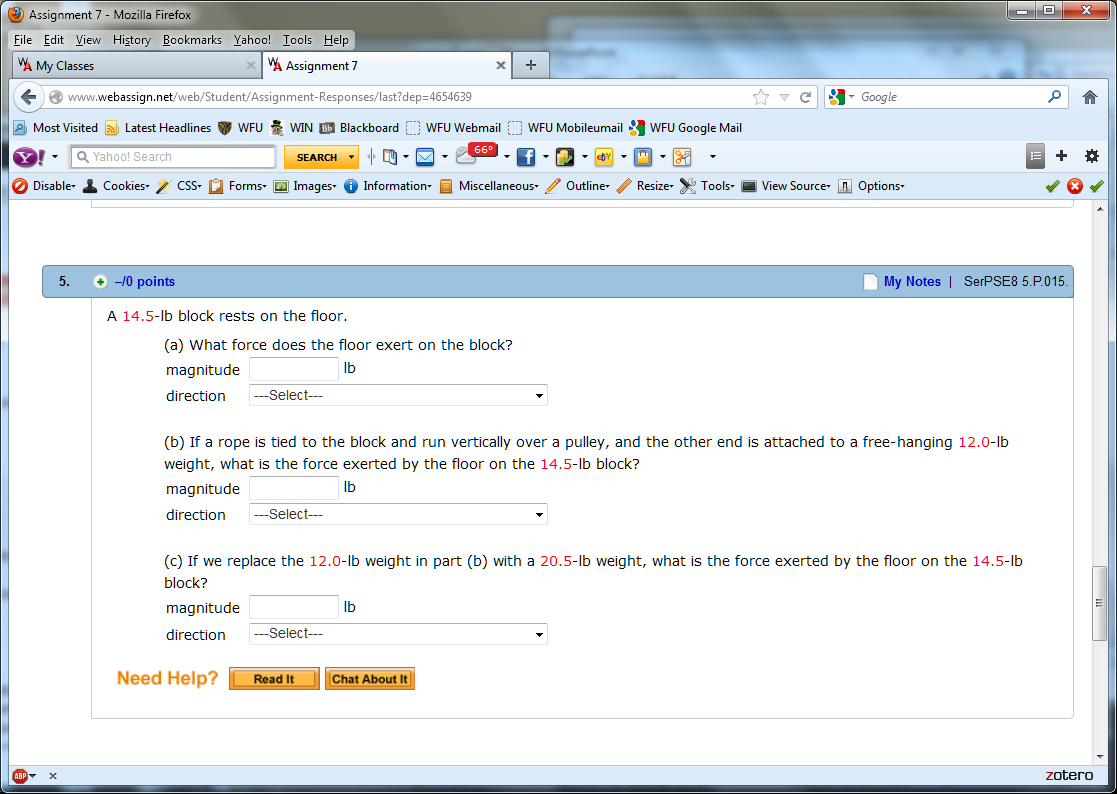 Assignment 7 - Mozilla Firefox
File Edit View History Bookmarks Yahoo! Tools Help
My Classes Assignment 7
www.webassign.net/web/Student/Assignment-Responses/last?dep=4654639 Google
Most Visited Latest Headlines WFU WIN Bb Blackboard WFU Webmail WFU Mobileumail WFU Google Mail
Y! Yahoo! Search SEARCH 66° f eBY
Disable Cookies CSS Forms Images Information Miscellaneous Outline Resize Tools View Source Options
5. –/0 points My Notes | SerPSE8 5.P.015.
A 14.5-lb block rests on the floor.
(a) What force does the floor exert on the block?
magnitude lb
direction ---Select---
(b) If a rope is tied to the block and run vertically over a pulley, and the other end is attached to a free-hanging 12.0-lb
weight, what is the force exerted by the floor on the 14.5-lb block?
magnitude lb
direction ---Select---
(c) If we replace the 12.0-lb weight in part (b) with a 20.5-lb weight, what is the force exerted by the floor on the 14.5-lb
block?
magnitude lb
direction ---Select---
Need Help? Read It Chat About It
ABP x zotero